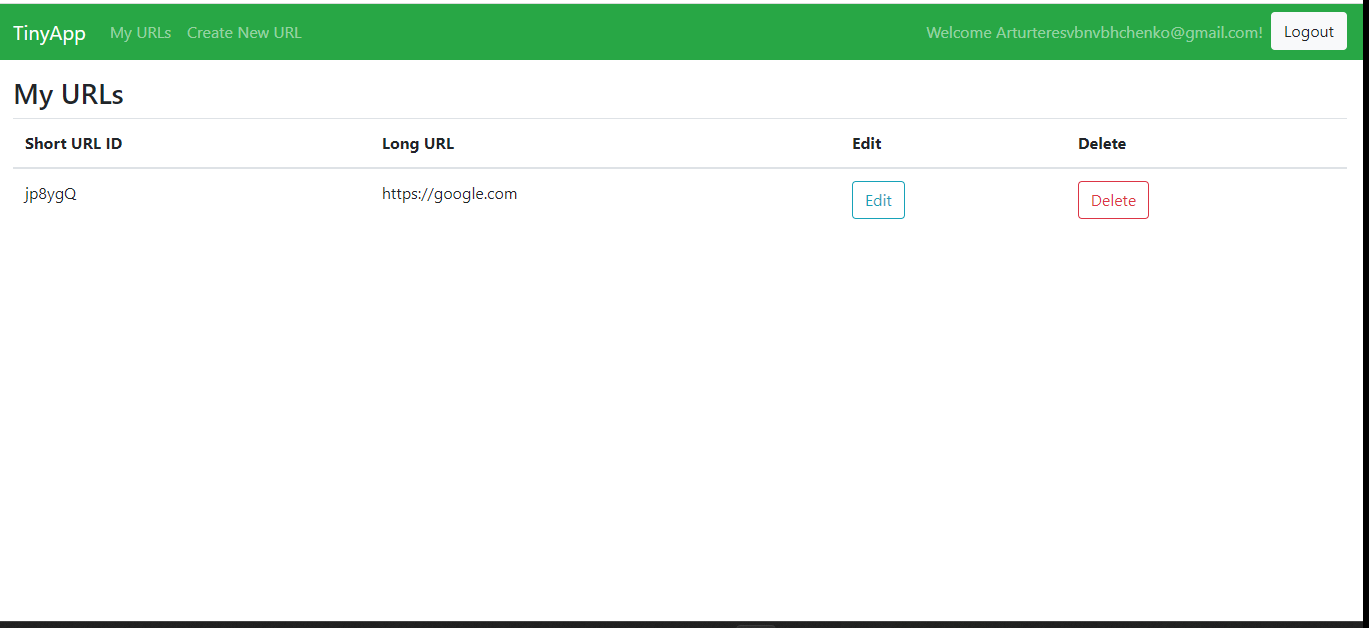 TinyApp My URLs Create New URL Welcome Arturteresvbnvbhchenko@gmail.com! Logout
My URLs
Short URL ID Long URL Edit Delete
jp8ygQ https://google.com Edit Delete